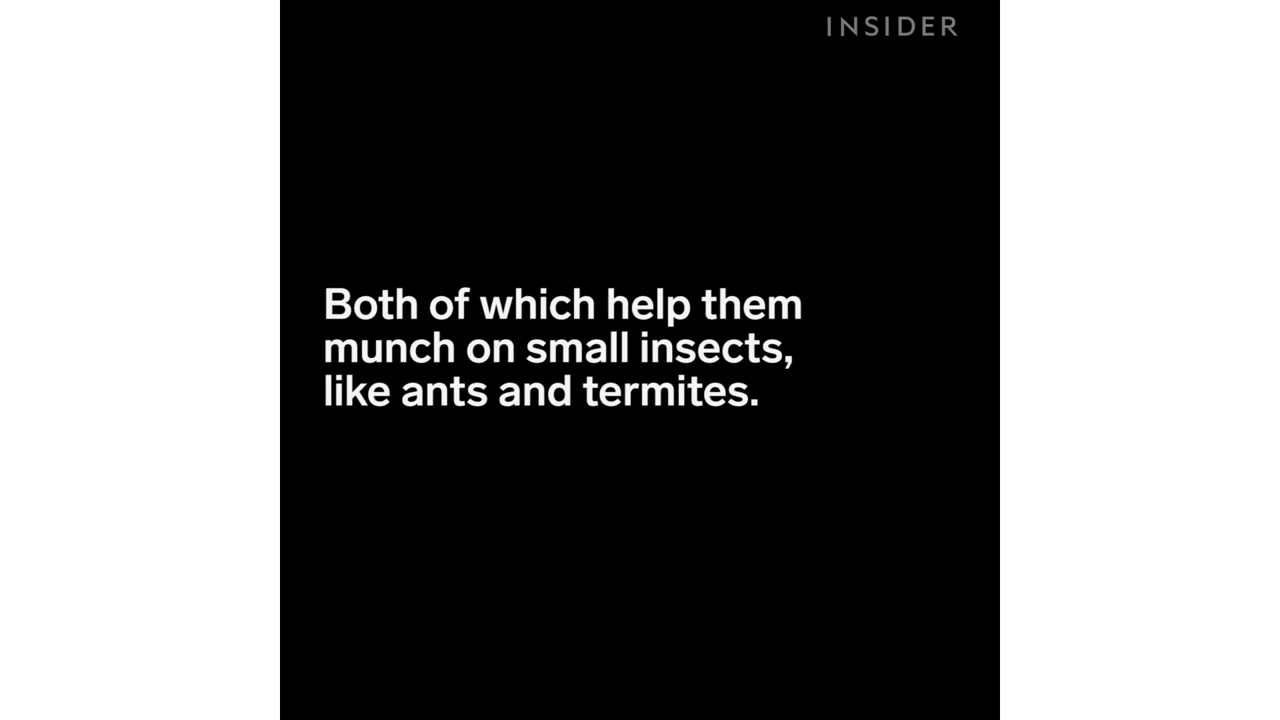 INSIDER
Both of which help them
munch on small insects,
like ants and termites.